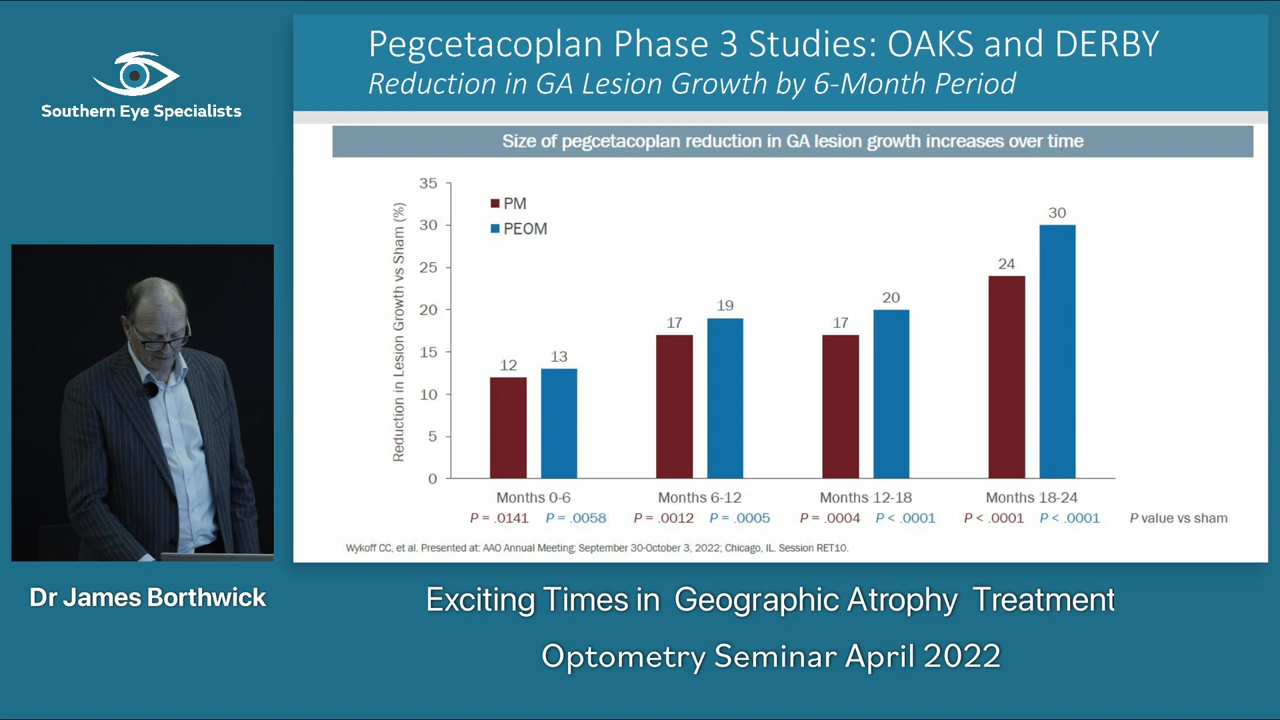 Southern Eye Specialists
Pegcetacoplan Phase 3 Studies: OAKS and DERBY
Reduction in GA Lesion Growth by 6-Month Period
Size of pegcetacoplan reduction in GA lesion growth increases over time
Reduction in Lesion Growth vs Sham (%)
35
30
25
20
15
10
5
0
PM
PEOM
12
13
17
19
17
20
24
30
Months 0-6
Months 6-12
Months 12-18
Months 18-24
P = .0141 P = .0058 P = .0012 P = .0005 P = .0004 P < .0001 P < .0001 P < .0001 P value vs sham
Wykoff CC, et al. Presented at: AAO Annual Meeting; September 30-October 3, 2022; Chicago, IL. Session RET10.
Dr James Borthwick
Exciting Times in Geographic Atrophy Treatment
Optometry Seminar April 2022